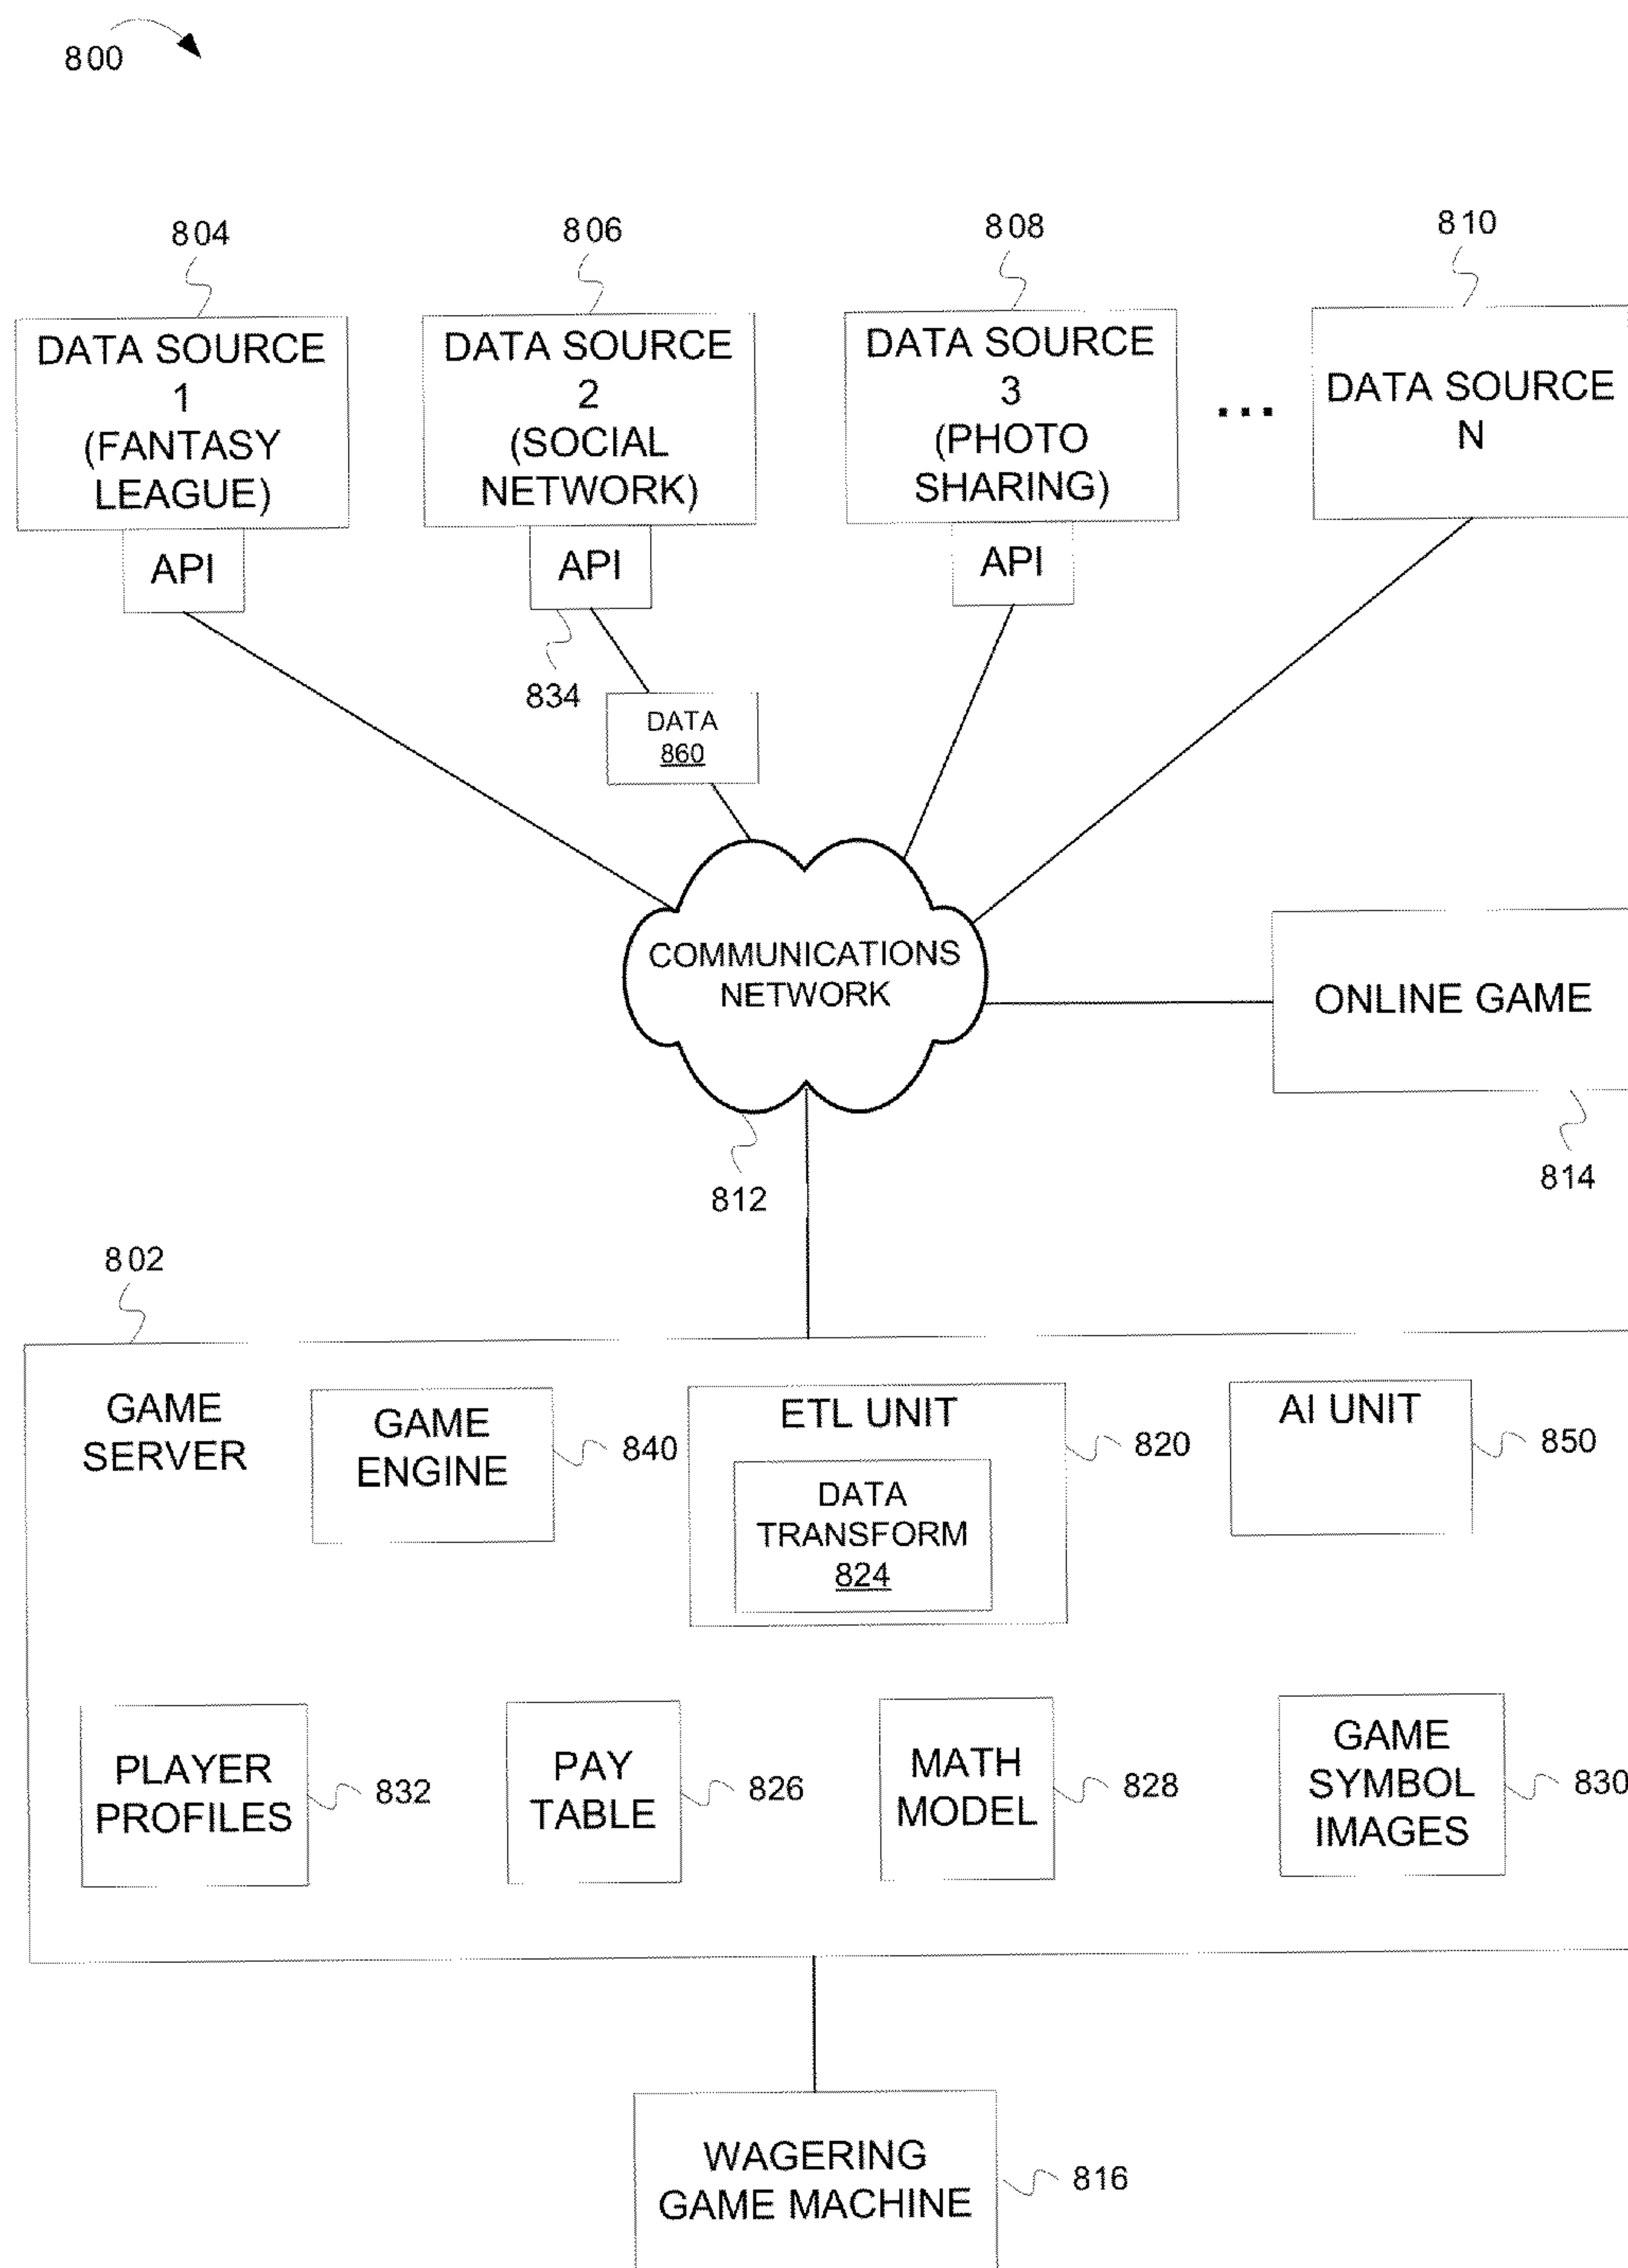 800
804
806
808
810
DATA SOURCE
1
(FANTASY
LEAGUE)
API
DATA SOURCE
2
(SOCIAL
NETWORK)
API
834
DATA
860
DATA SOURCE
3
(PHOTO
SHARING)
API
...
DATA SOURCE
N
COMMUNICATIONS
NETWORK
812
ONLINE GAME
814
802
GAME
SERVER
GAME
ENGINE
840
ETL UNIT
820
DATA
TRANSFORM
824
AI UNIT
850
PLAYER
PROFILES
832
PAY
TABLE
826
MATH
MODEL
828
GAME
SYMBOL
IMAGES
830
WAGERING
GAME MACHINE
816